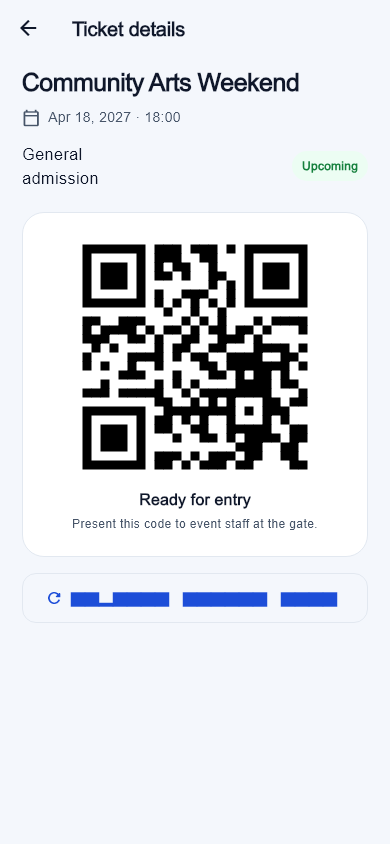 Ticket details
Community Arts Weekend
Apr 18, 2027 · 18:00
General
admission
Upcoming
Ready for entry
Present this code to event staff at the gate.